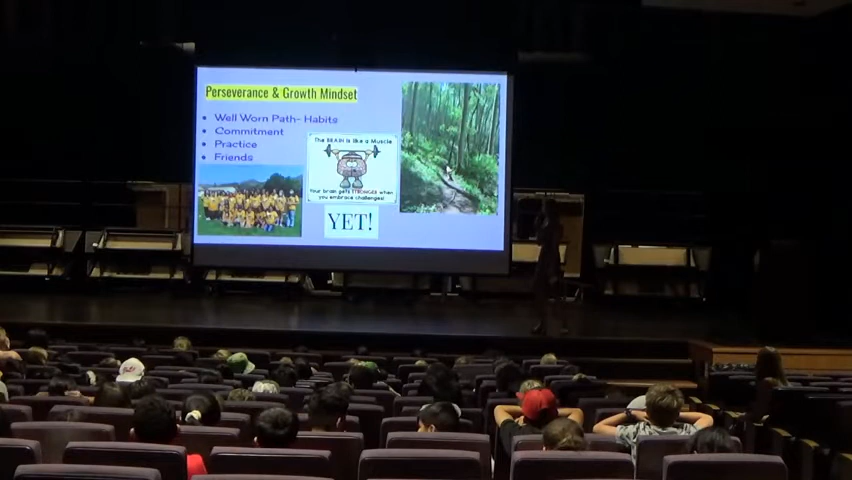 Perseverance & Growth Mindset
Well Worn Path- Habits
Commitment
Practice
Friends
The BRAIN is like a Muscle
Your brain gets STRONGER when
you embrace challenges!
YET!